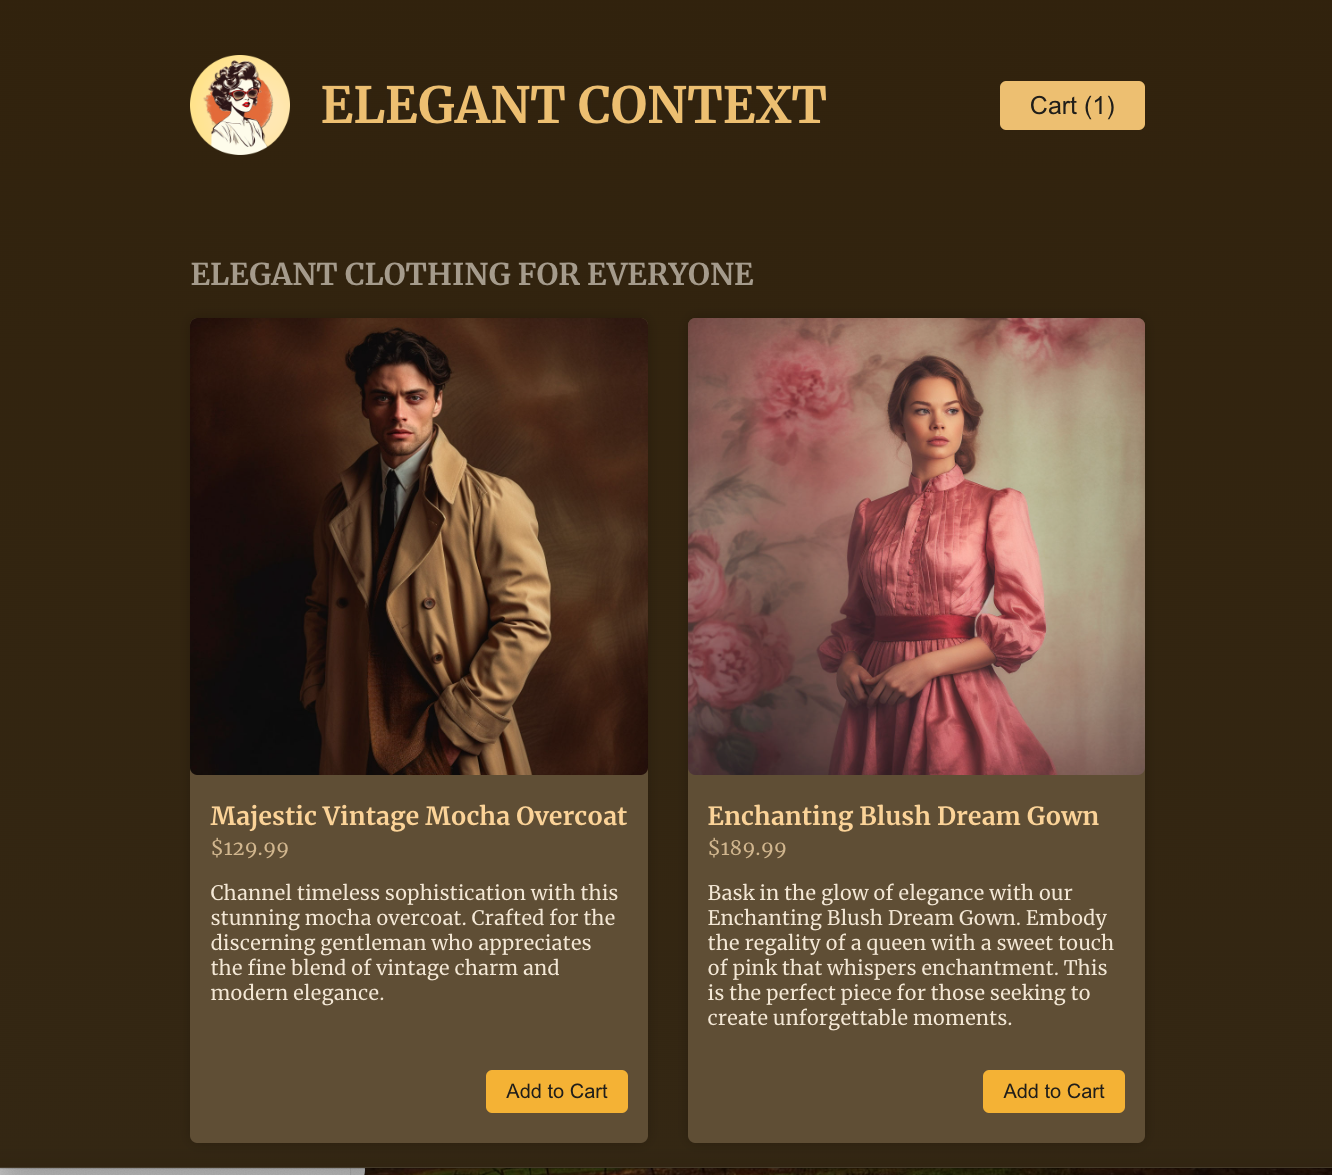 ELEGANT CONTEXT
Cart (1)
ELEGANT CLOTHING FOR EVERYONE
Majestic Vintage Mocha Overcoat
$129.99
Channel timeless sophistication with this
stunning mocha overcoat. Crafted for the
discerning gentleman who appreciates
the fine blend of vintage charm and
modern elegance.
Add to Cart
Enchanting Blush Dream Gown
$189.99
Bask in the glow of elegance with our
Enchanting Blush Dream Gown. Embody
the regality of a queen with a sweet touch
of pink that whispers enchantment. This
is the perfect piece for those seeking to
create unforgettable moments.
Add to Cart